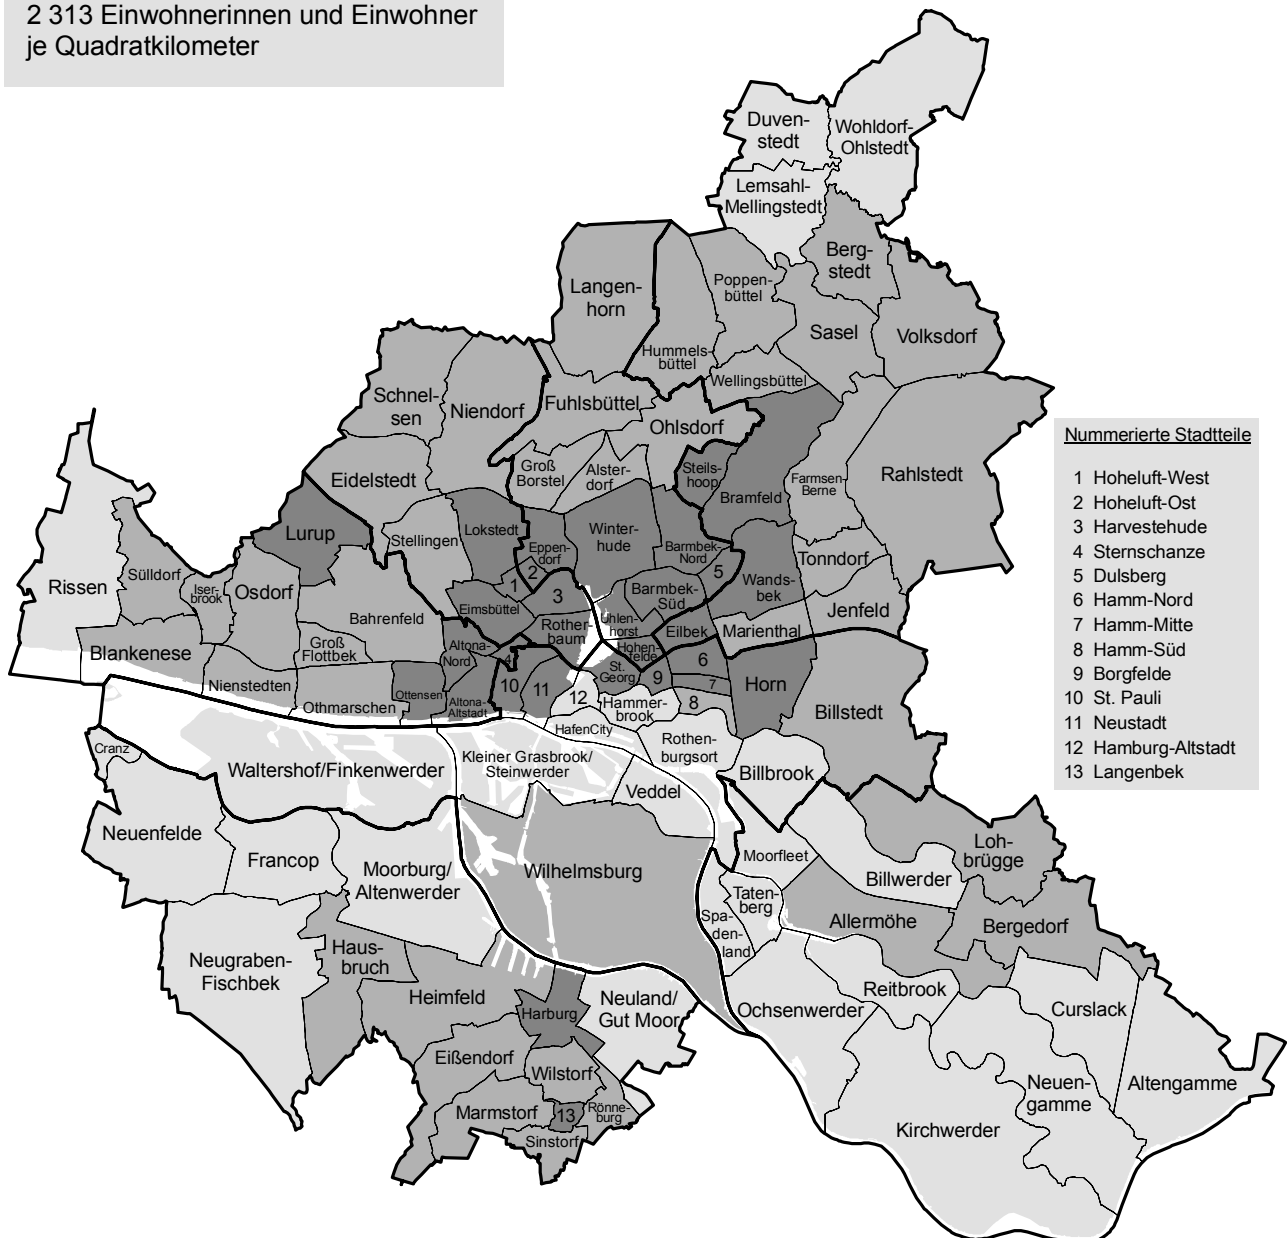 2 313 Einwohnerinnen und Einwohner
je Quadratkilometer
Duven-
stedt
Wohldorf-
Ohlstedt
Lemsahl-
Mellingstedt
Berg-
stedt
Langen-
horn
Poppen-
büttel
Sasel
Volksdorf
Hummels-
büttel
Wellingsbüttel
Schnel-
sen
Niendorf
Fuhlsbüttel
Ohlsdorf
Nummerierte Stadtteile
1 Hoheluft-West
2 Hoheluft-Ost
3 Harvestehude
4 Sternschanze
5 Dulsberg
6 Hamm-Nord
7 Hamm-Mitte
8 Hamm-Süd
9 Borgfelde
10 St. Pauli
11 Neustadt
12 Hamburg-Altstadt
13 Langenbek
Eidelstedt
Groß
Borstel
Alster-
dorf
Steils-
hoop
Bramfeld
Farmsen-
Berne
Rahlstedt
Lurup
Stellingen
Lokstedt
Winter-
hude
Eppen-
dorf
Barmbek-
Nord
Tonndorf
Rissen
Sülldorf
Iser-
brook
Osdorf
1
2
3
5
Wands-
bek
Barmbek-
Süd
Eimsbüttel
Bahrenfeld
Jenfeld
Rother-
baum
Uhlen-
horst
Eilbek
Marienthal
Blankenese
Groß
Flottbek
Altona-
Nord
4
Hohen-
felde
6
Nienstedten
St.
Georg
9
7
Horn
10
11
12
8
Othmarschen
Ottensen
Altona-
Altstadt
Hammer-
brook
Billstedt
HafenCity
Rothen-
burgsort
Cranz
Waltershof/Finkenwerder
Kleiner Grasbrook/
Steinwerder
Billbrook
Veddel
Neuenfelde
Francop
Moorburg/
Altenwerder
Wilhelmsburg
Moorfleet
Loh-
brügge
Billwerder
Taten-
berg
Spa-
den-
land
Allermöhe
Bergedorf
Neugraben-
Fischbek
Haus-
bruch
Heimfeld
Harburg
Neuland/
Gut Moor
Ochsenwerder
Reitbrook
Curslack
Eißendorf
Wilstorf
Neuen-
gamme
Altengamme
Marmstorf
13
Rönne-
burg
Sinstorf
Kirchwerder